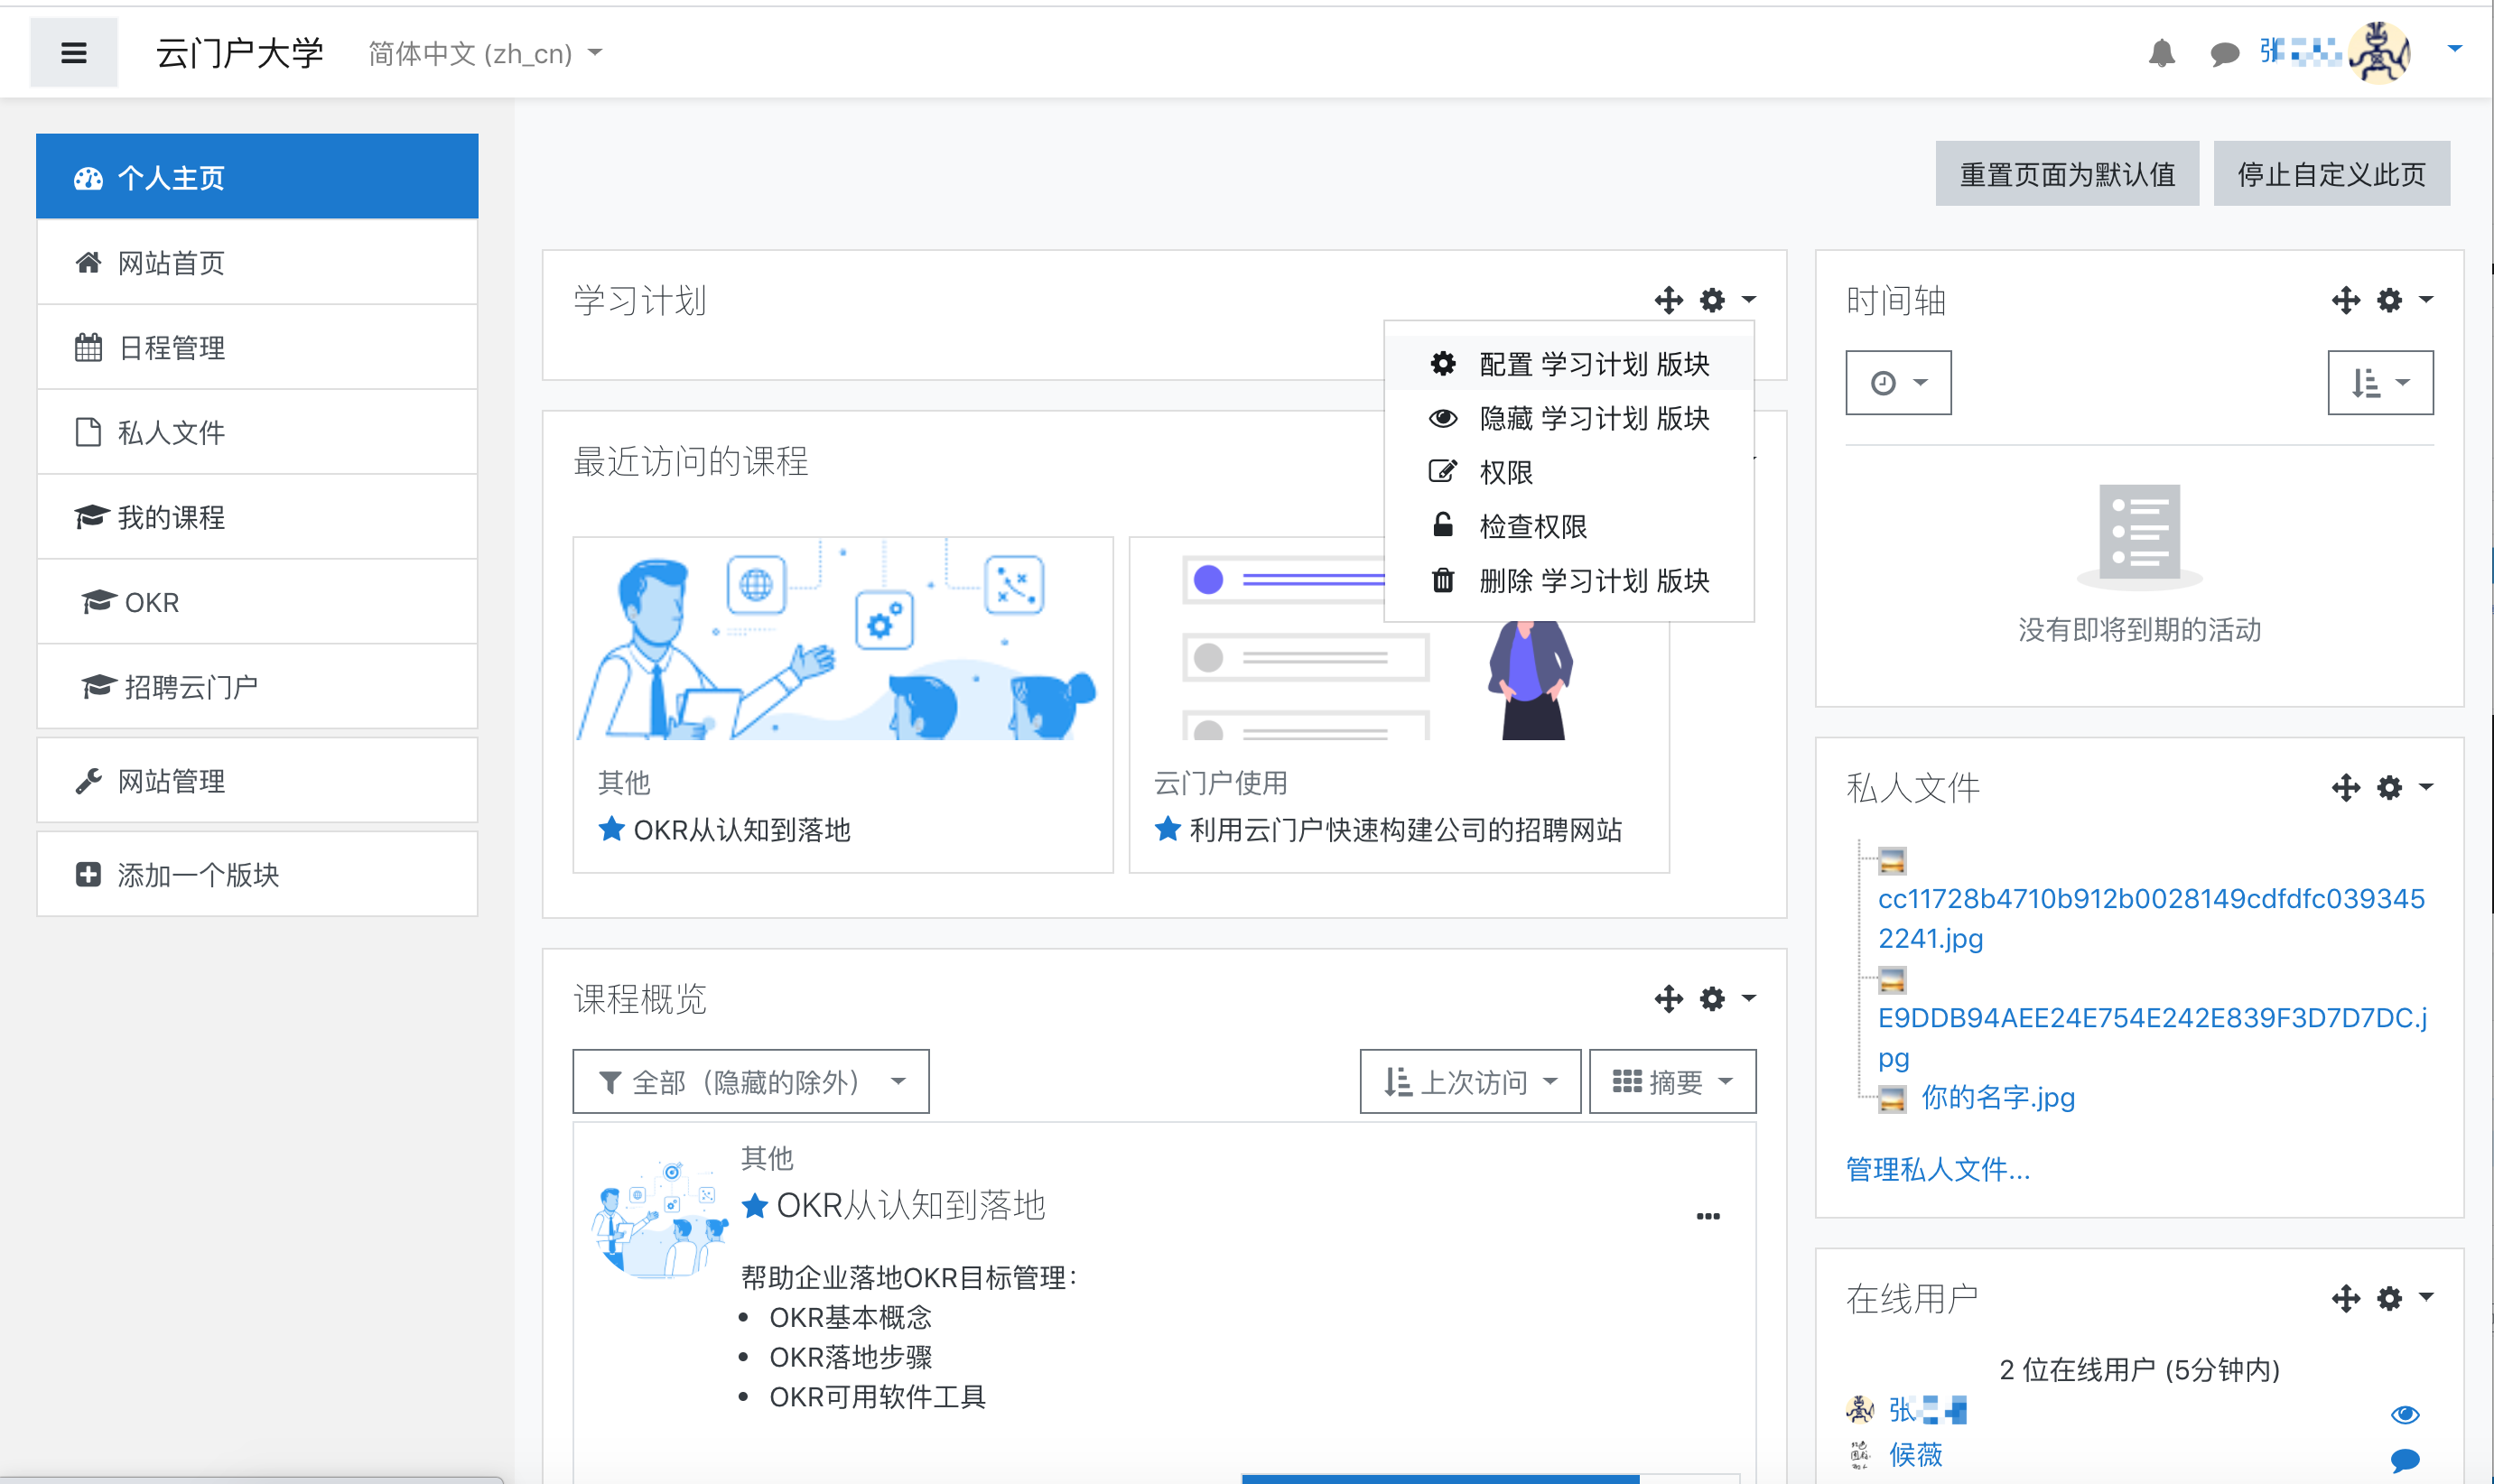 云门户大学
简体中文 (zh_cn)
张
个人主页
网站首页
日程管理
私人文件
我的课程
OKR
招聘云门户
网站管理
添加一个版块
重置页面为默认值
停止自定义此页
学习计划
配置 学习计划 版块
隐藏 学习计划 版块
权限
检查权限
删除 学习计划 版块
最近访问的课程
其他
OKR从认知到落地
云门户使用
利用云门户快速构建公司的招聘网站
课程概览
全部（隐藏的除外）
上次访问
摘要
其他
OKR从认知到落地
帮助企业落地OKR目标管理：
OKR基本概念
OKR落地步骤
OKR可用软件工具
时间轴
没有即将到期的活动
私人文件
cc11728b4710b912b0028149cdfdfc039345
2241.jpg
E9DDB94AEE24E754E242E839F3D7D7DC.j
pg
你的名字.jpg
管理私人文件...
在线用户
2 位在线用户 (5分钟内)
张
候薇